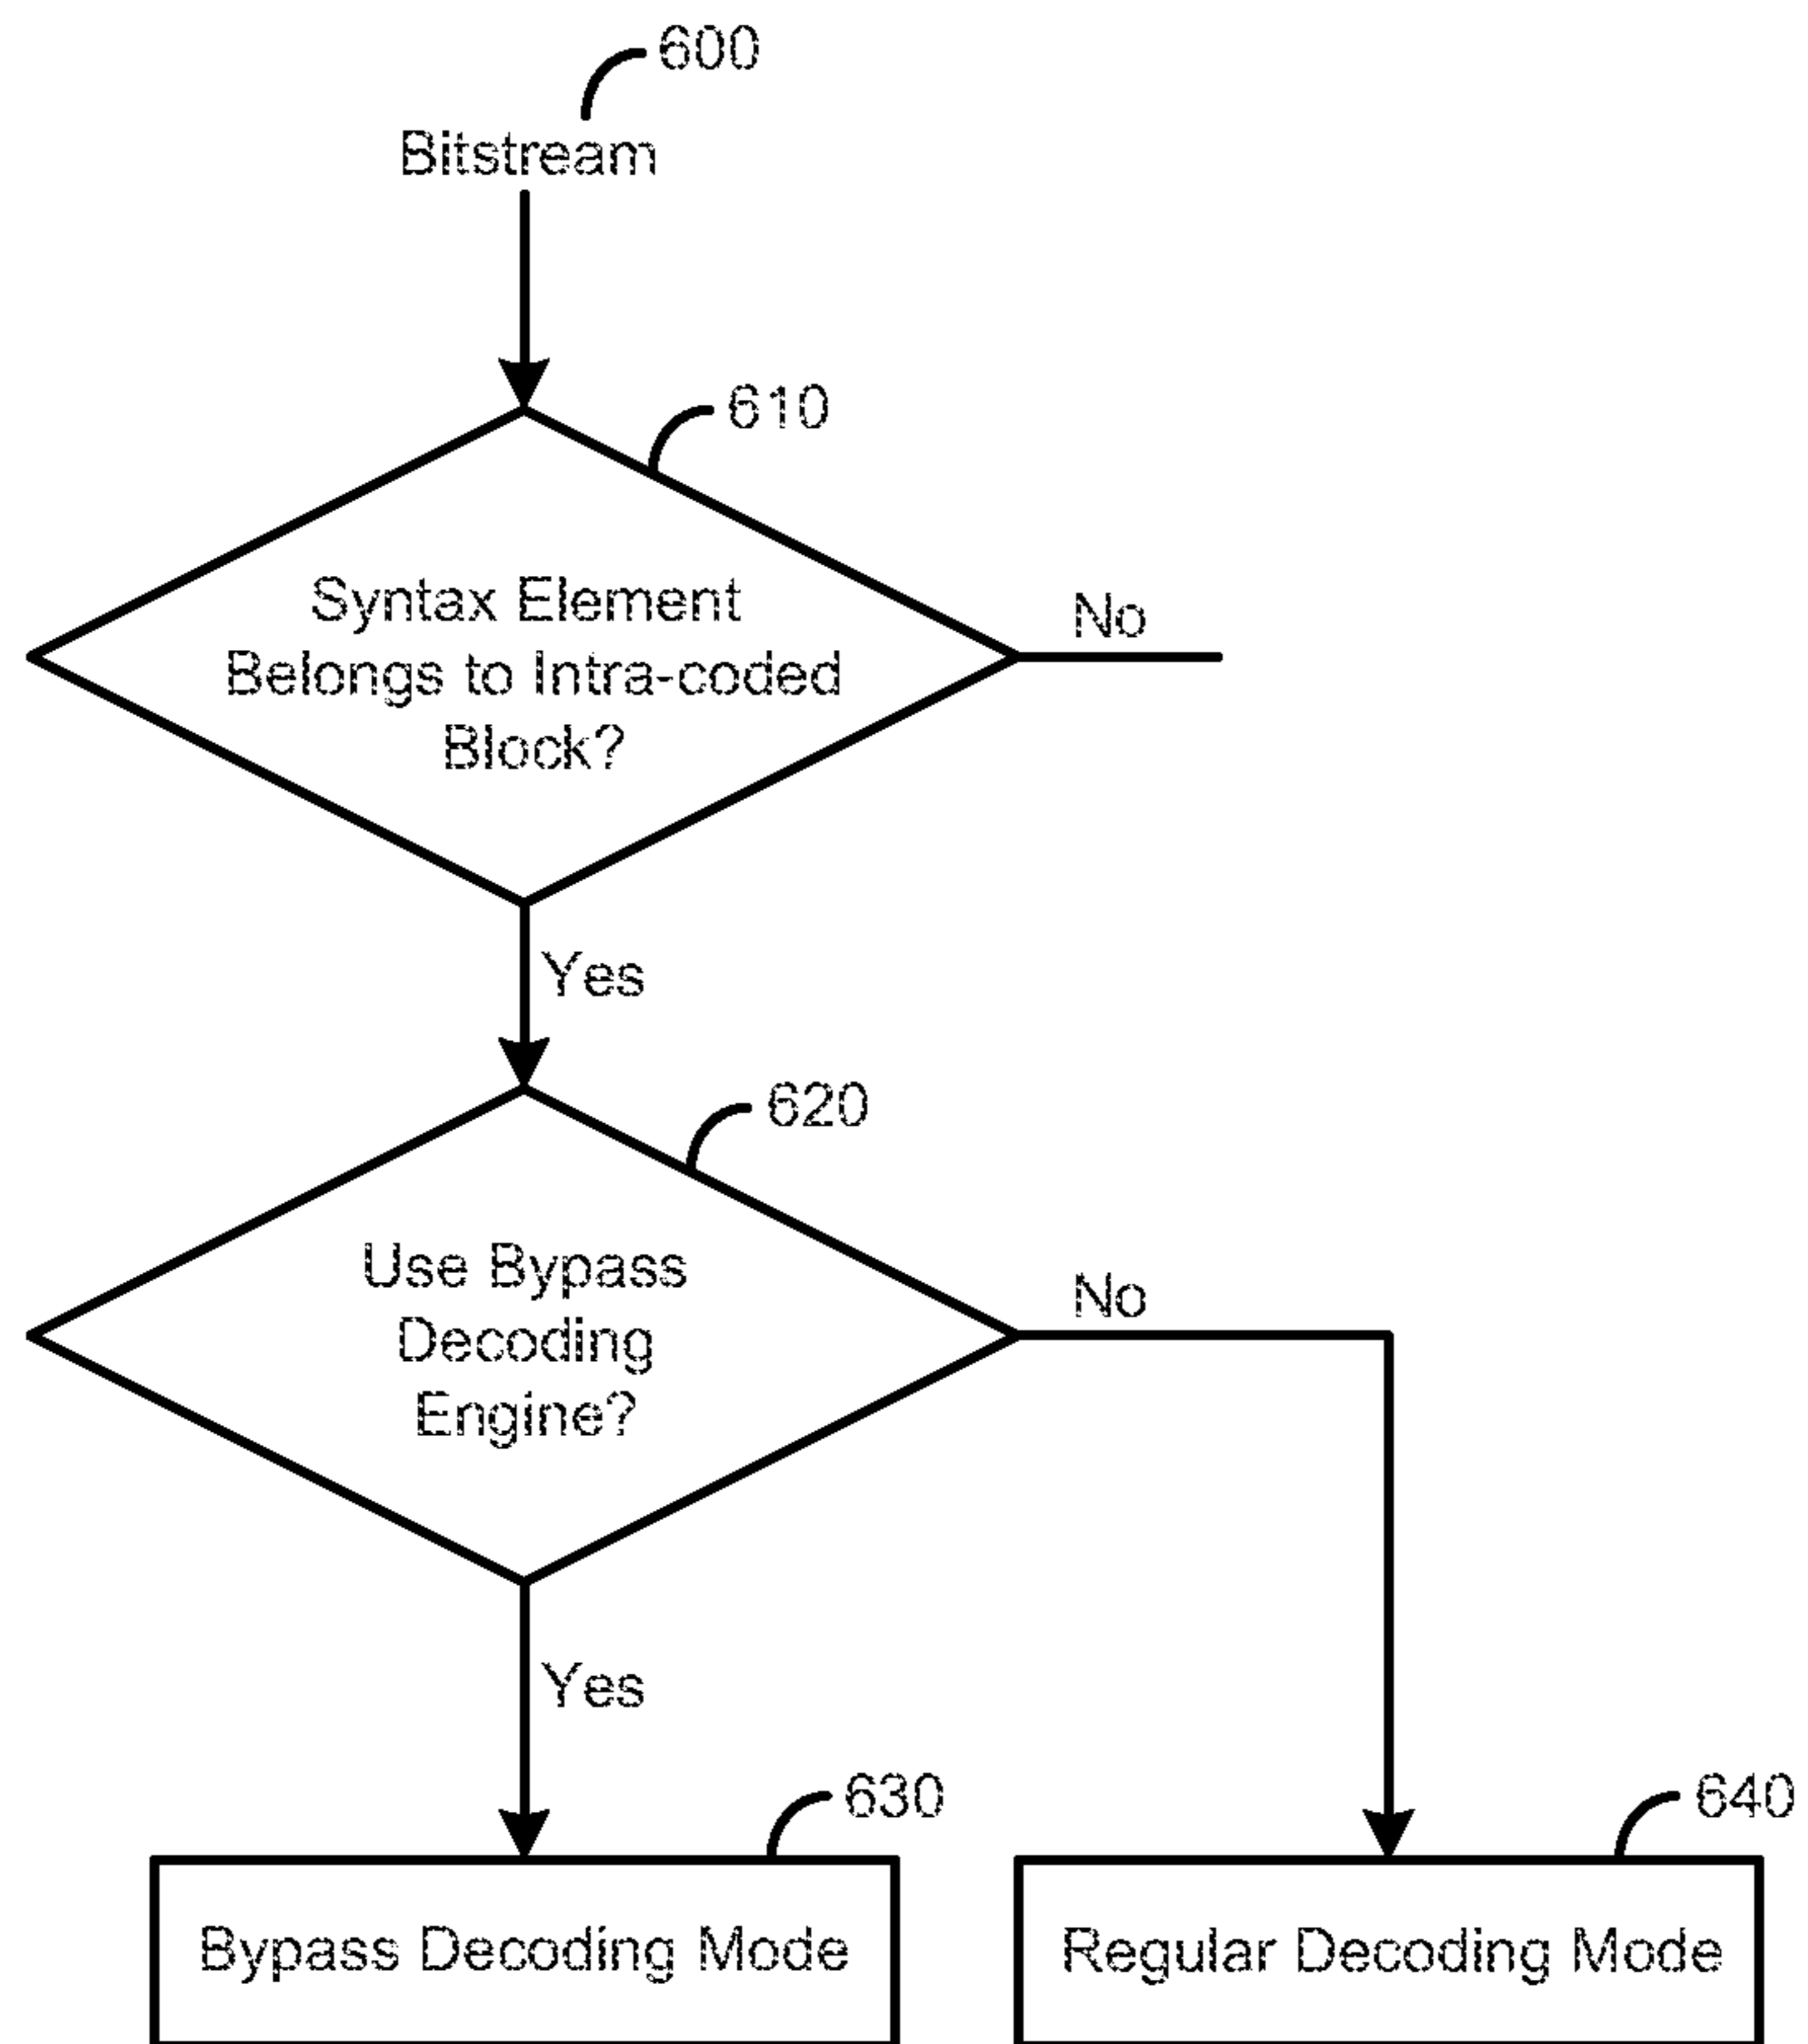 600
Bitstream
610
Syntax Element
Belongs to Intra-coded
Block?
No
Yes
620
Use Bypass
Decoding
Engine?
No
Yes
630
640
Bypass Decoding Mode
Regular Decoding Mode